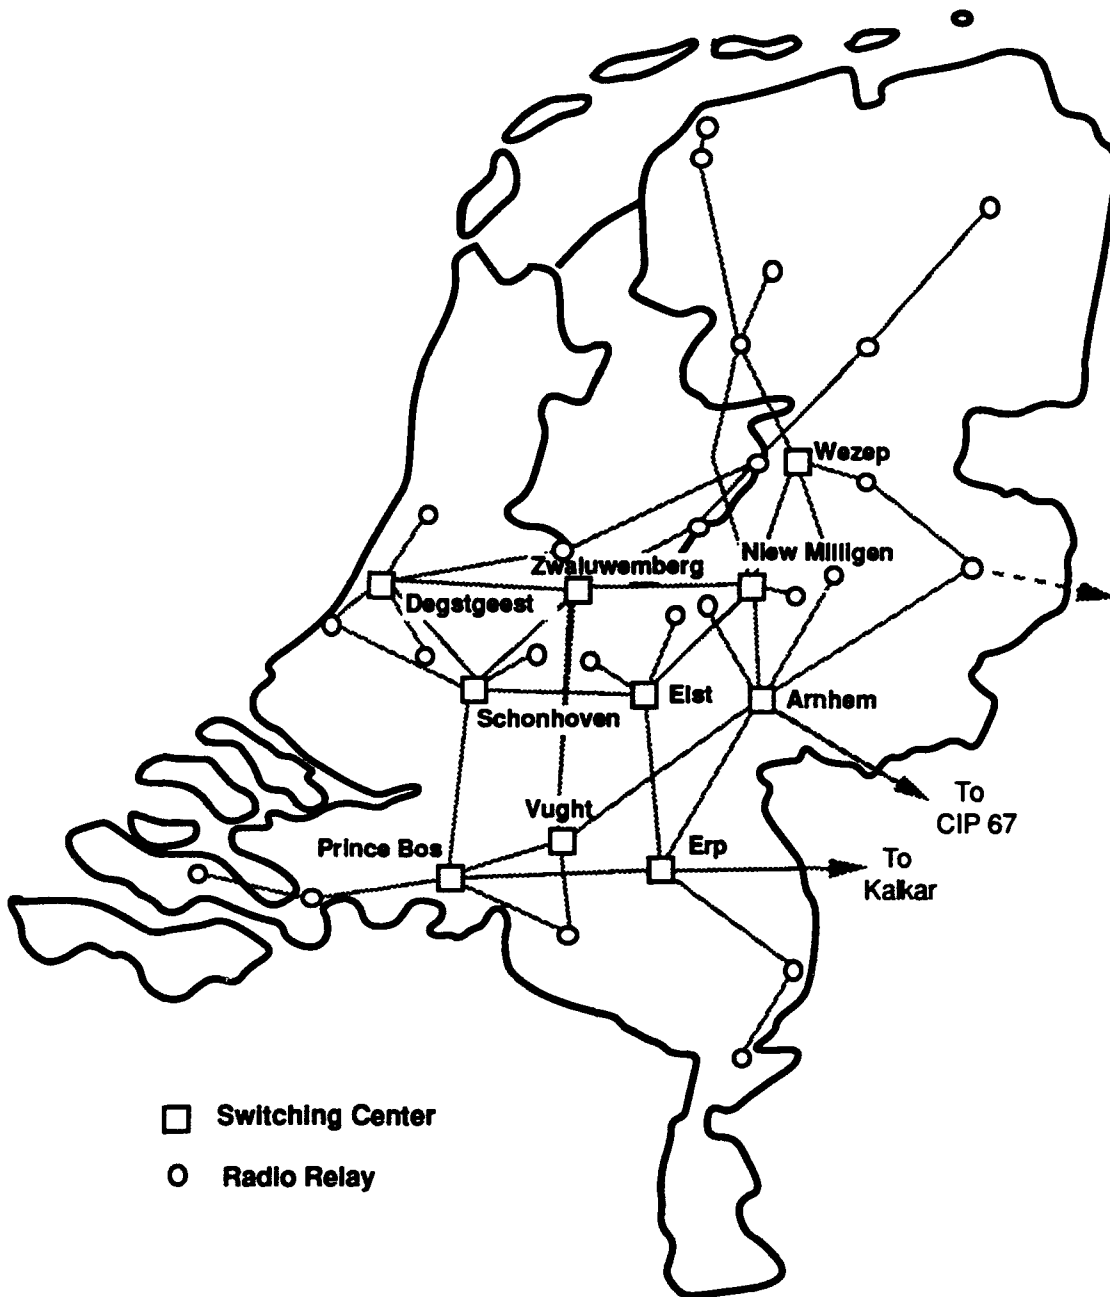 Wezep
Niew Milligen
Zwaluwemberg
Degstgeest
Elst
Arnhem
Schonhoven
To
CIP 67
Vught
Prince Bos
Erp
To
Kalkar
Switching Center
Radio Relay